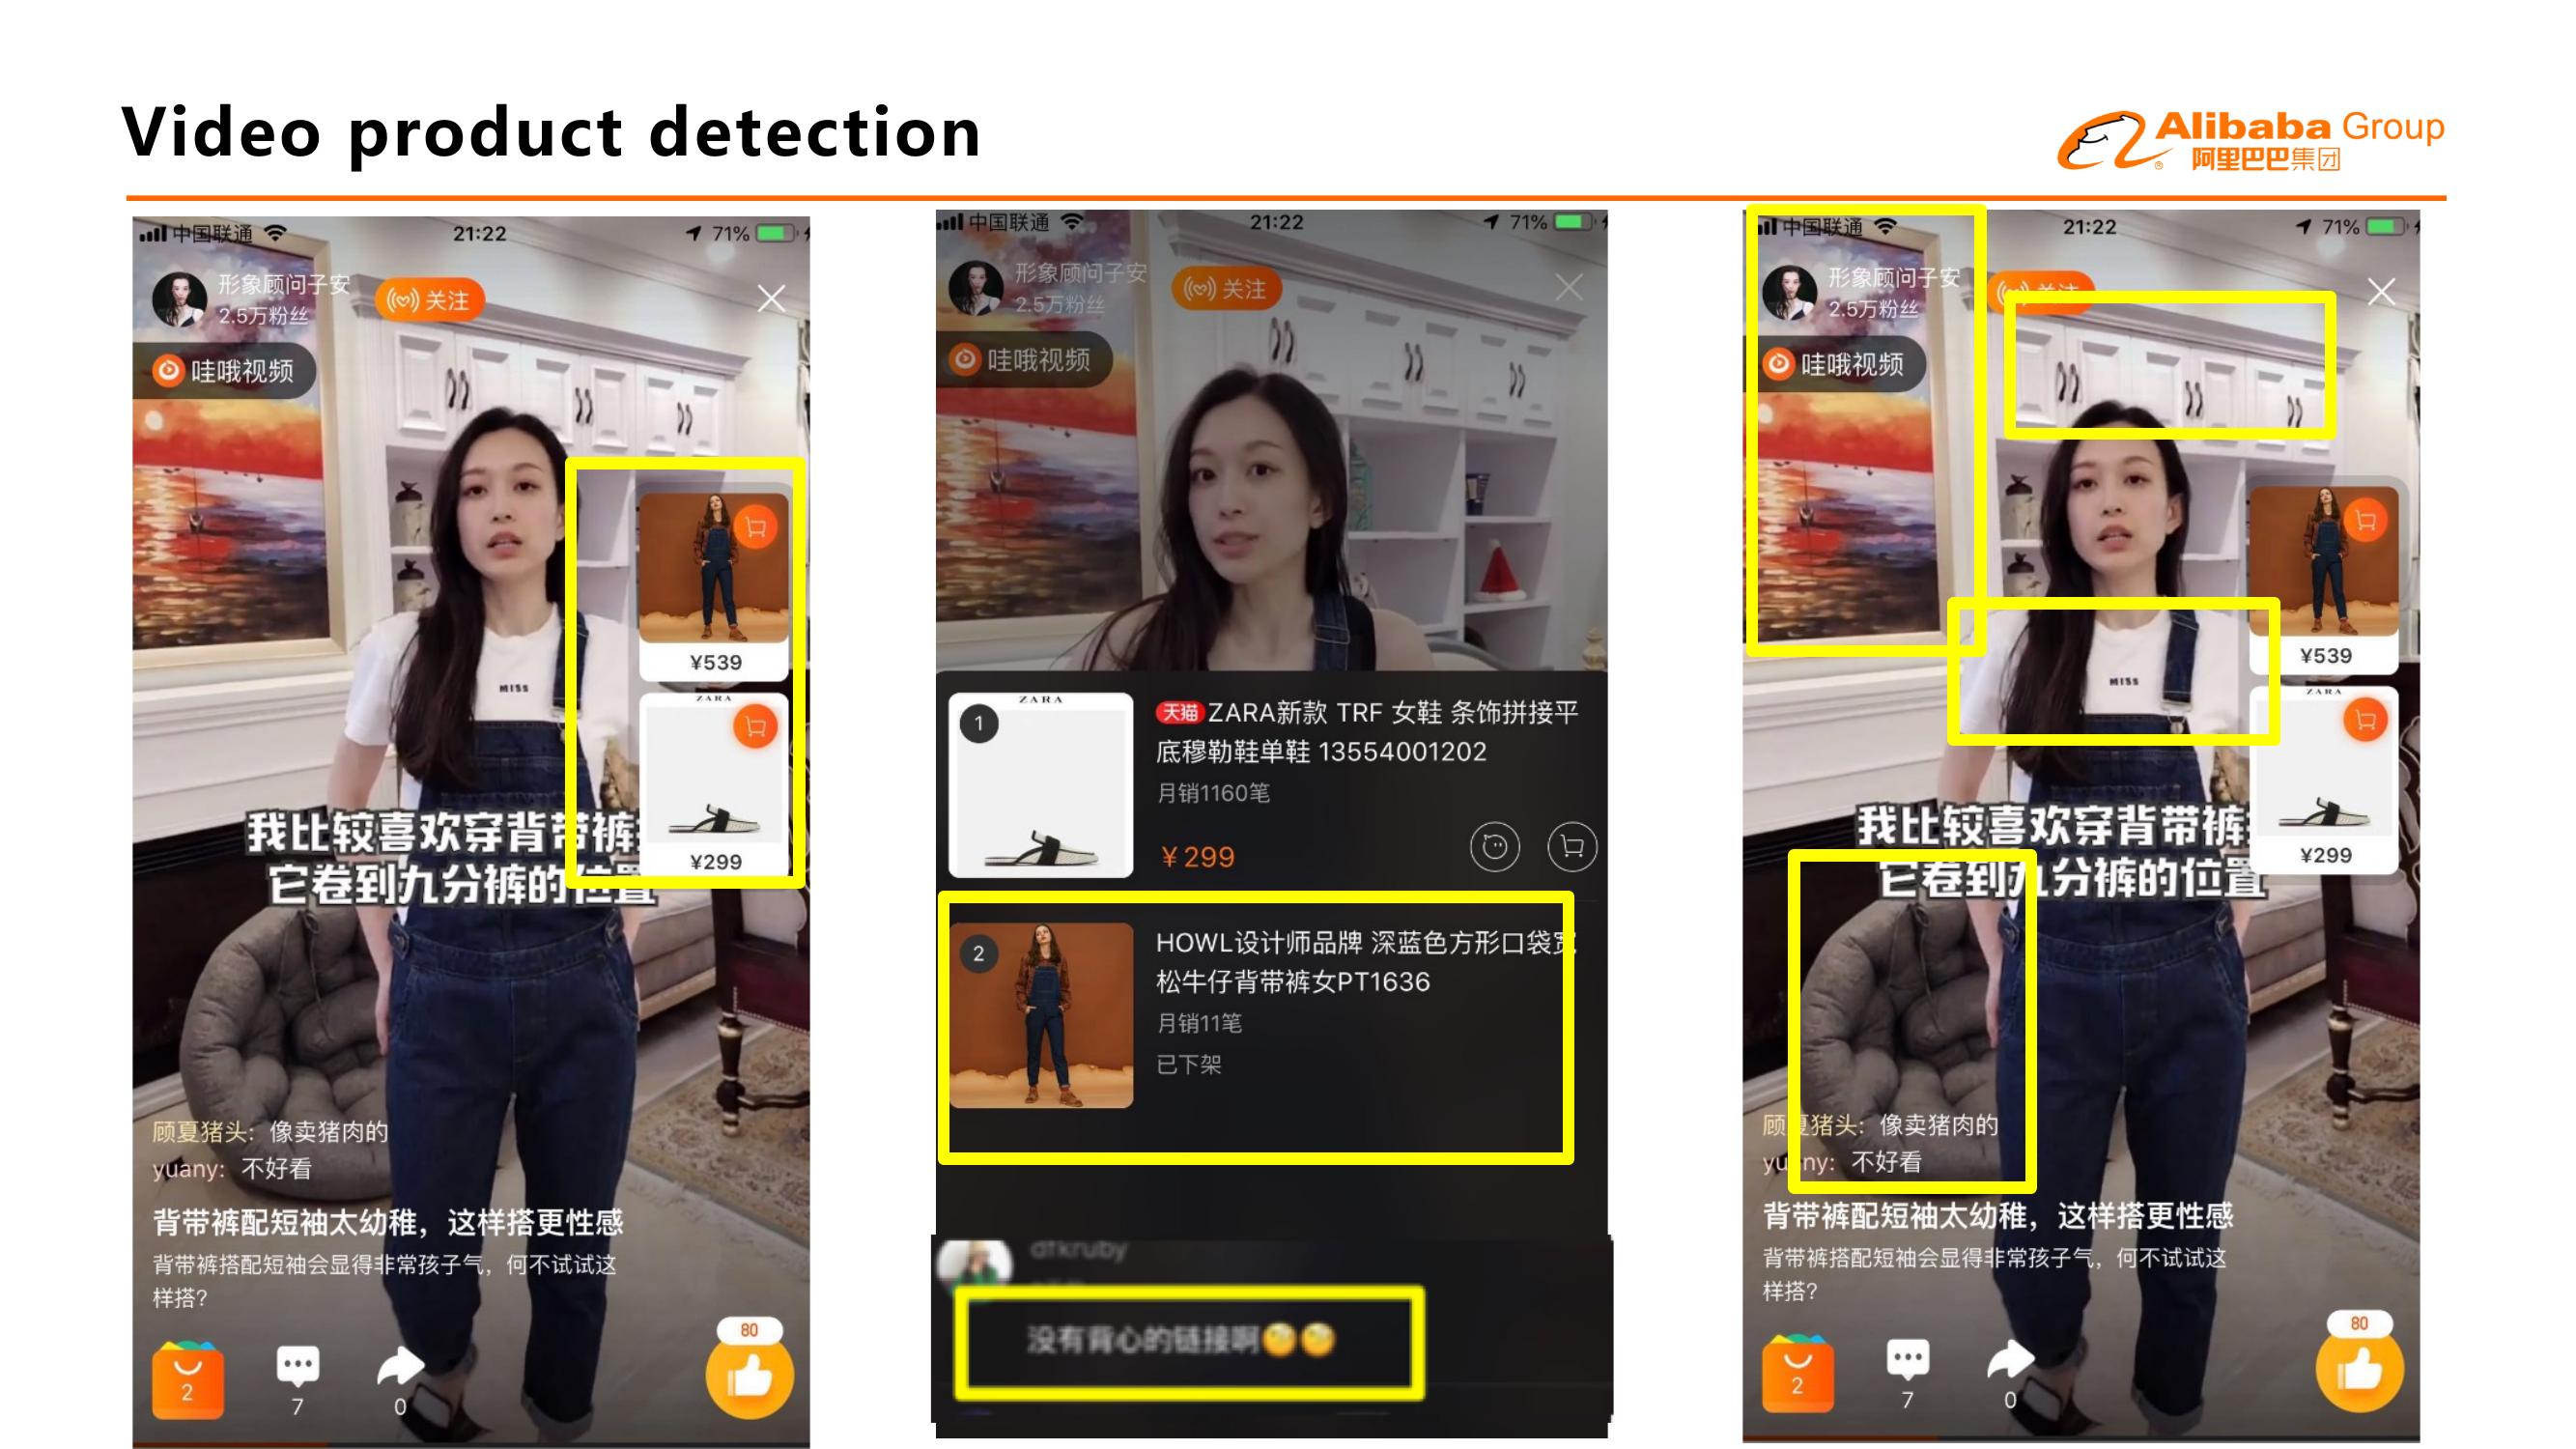 Video product detection
Alibaba Group
阿里巴巴集团
中国联通 21:22 71%
形象顾问子安
2.5万粉丝
关注
哇哦视频
MISS
¥539
ZARA
¥299
我比较喜欢穿背带裤
它卷到九分裤的位置
顾夏猪头: 像卖猪肉的
yuany: 不好看
背带裤配短袖太幼稚，这样搭更性感
背带裤搭配短袖会显得非常孩子气，何不试试这
样搭?
80
2
7
0
中国联通 21:22 71%
形象顾问子安
2.5万粉丝
关注
哇哦视频
1
ZARA
天猫 ZARA新款 TRF 女鞋 条饰拼接平
底穆勒鞋单鞋 13554001202
月销1160笔
¥299
2
HOWL设计师品牌 深蓝色方形口袋宽
松牛仔背带裤女PT1636
月销11笔
已下架
dtkruby
没有背心的链接啊
中国联通 21:22 71%
形象顾问子安
2.5万粉丝
关注
哇哦视频
MISS
¥539
ZARA
¥299
我比较喜欢穿背带裤
它卷到九分裤的位置
顾夏猪头: 像卖猪肉的
yuany: 不好看
背带裤配短袖太幼稚，这样搭更性感
背带裤搭配短袖会显得非常孩子气，何不试试这
样搭?
80
2
7
0